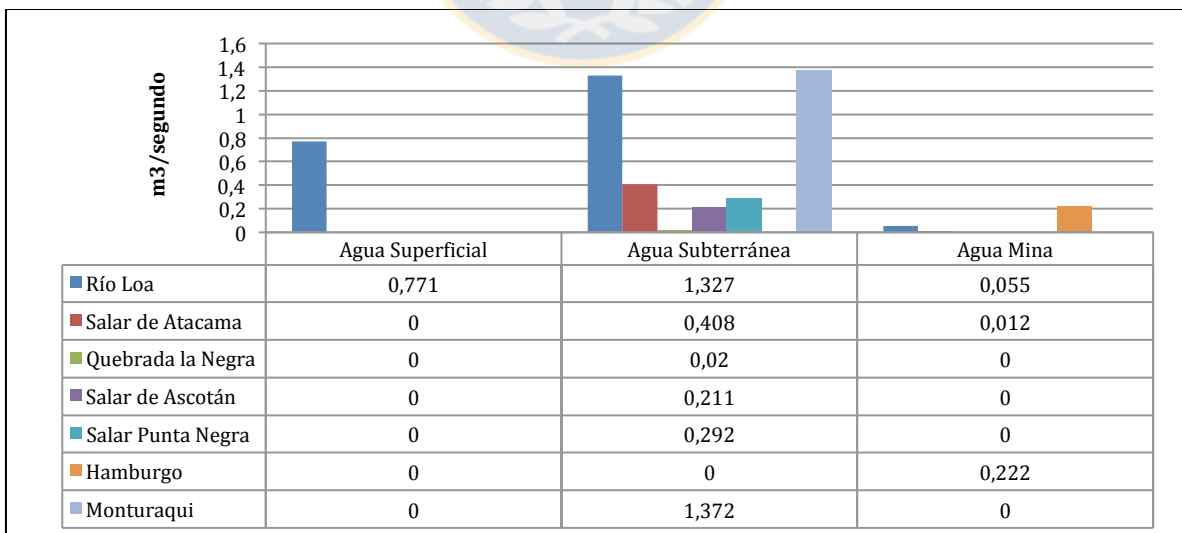 m3/segundo
1,6
1,4
1,2
1
0,8
0,6
0,4
0,2
0
Agua Superficial Agua Subterránea Agua Mina
Río Loa 0,771 1,327 0,055
Salar de Atacama 0 0,408 0,012
Quebrada la Negra 0 0,02 0
Salar de Ascotán 0 0,211 0
Salar Punta Negra 0 0,292 0
Hamburgo 0 0 0,222
Monturaqui 0 1,372 0